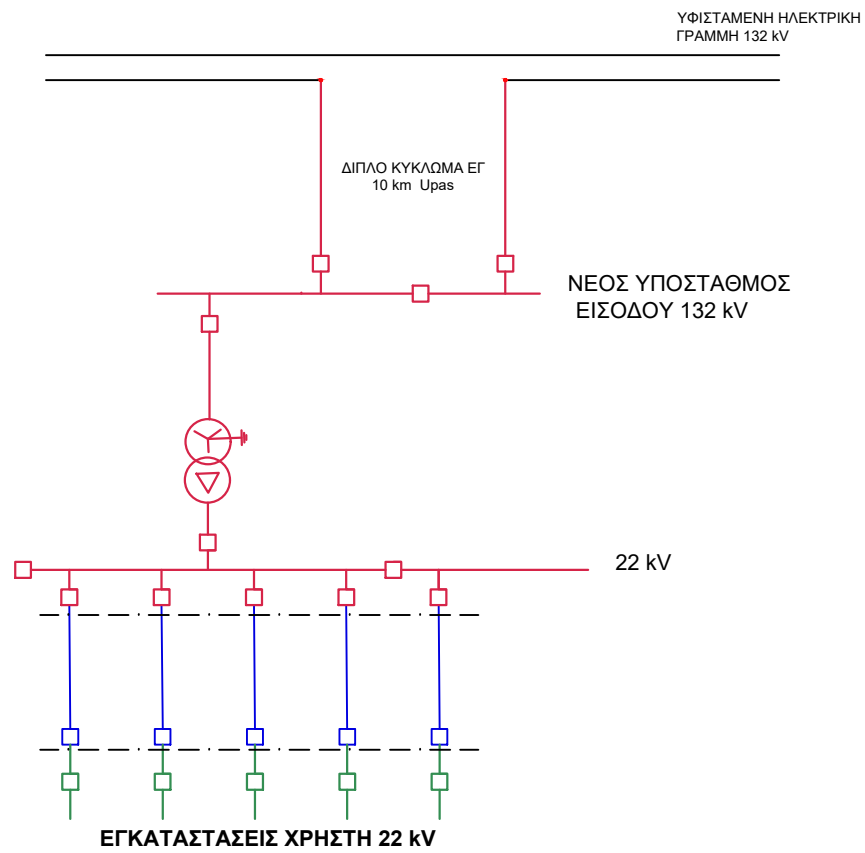 ΥΦΙΣΤΑΜΕΝΗ ΗΛΕΚΤΡΙΚΗ
ΓΡΑΜΜΗ 132 kV
ΔΙΠΛΟ ΚΥΚΛΩΜΑ ΕΓ
10 km Upas
ΝΕΟΣ ΥΠΟΣΤΑΘΜΟΣ
ΕΙΣΟΔΟΥ 132 kV
22 kV
ΕΓΚΑΤΑΣΤΑΣΕΙΣ ΧΡΗΣΤΗ 22 kV